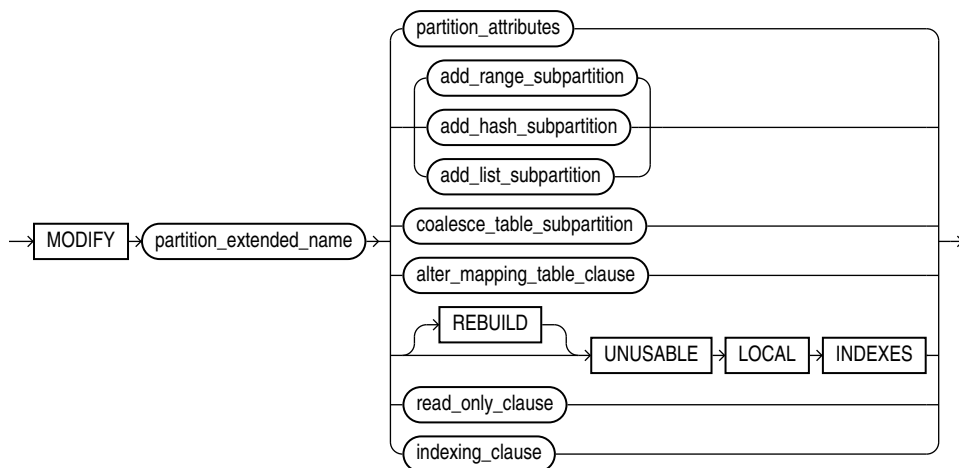 partition_attributes
add_range_subpartition
add_hash_subpartition
add_list_subpartition
MODIFY partition_extended_name coalesce_table_subpartition
alter_mapping_table_clause
REBUILD
UNUSABLE LOCAL INDEXES
read_only_clause
indexing_clause